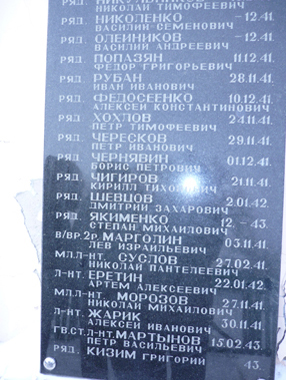 НИКОЛАЙ ТИМОФЕЕВИЧ
РЯД. НИКОЛЕНКО -12.41.
ВАСИЛИЙ СЕМЕНОВИЧ
РЯД. ОЛЕЙНИКОВ -12.41.
ВАСИЛИЙ АНДРЕЕВИЧ
РЯД. ПОПАЗЯН 11.12.41.
ФЕДОР ГРИГОРЬЕВИЧ
РЯД. РУБАН 28.11.41.
ИВАН ИВАНОВИЧ
РЯД. ФЕДОСЕЕНКО 10.12.41.
АЛЕКСЕЙ КОНСТАНТИНОВИЧ
РЯД. ХОХЛОВ 24.11.41.
ПЕТР ТИМОФЕЕВИЧ
РЯД. ЧЕРЕСКОВ 29.11.41.
ПЕТР ИВАНОВИЧ
РЯД. ЧЕРНЯВИН 01.12.41.
БОРИС ПЕТРОВИЧ
РЯД. ЧИГИРОВ 21.11.41.
КИРИЛЛ ТИХОНОВИЧ
РЯД. ШЕВЦОВ 2.01.42.
ДМИТРИЙ ЗАХАРОВИЧ
РЯД. ЯКИМЕНКО 12.-43.
СТЕПАН МИХАЙЛОВИЧ
В/ВР.2Р. МАРГОЛИН 03.11.41.
ЛЕВ ИЗРАИЛЬЕВИЧ
МЛ.Л-НТ СУСЛОВ 27.02.41.
НИКОЛАЙ ПАНТЕЛЕЕВИЧ
Л-НТ. ЕРЕТИН 22.01.42.
АРТЕМ АЛЕКСЕЕВИЧ
МЛ.Л-НТ. МОРОЗОВ 27.11.41.
НИКОЛАЙ МИХАЙЛОВИЧ
Л-НТ. ЖАРИК 30.11.41.
АЛЕКСЕЙ ИВАНОВИЧ
ГВ.СТ.Л-НТ. МАРТЫНОВ 15.02.43.
ПЕТР ВАСИЛЬЕВИЧ
РЯД. КИЗИМ ГРИГОРИЙ 43.